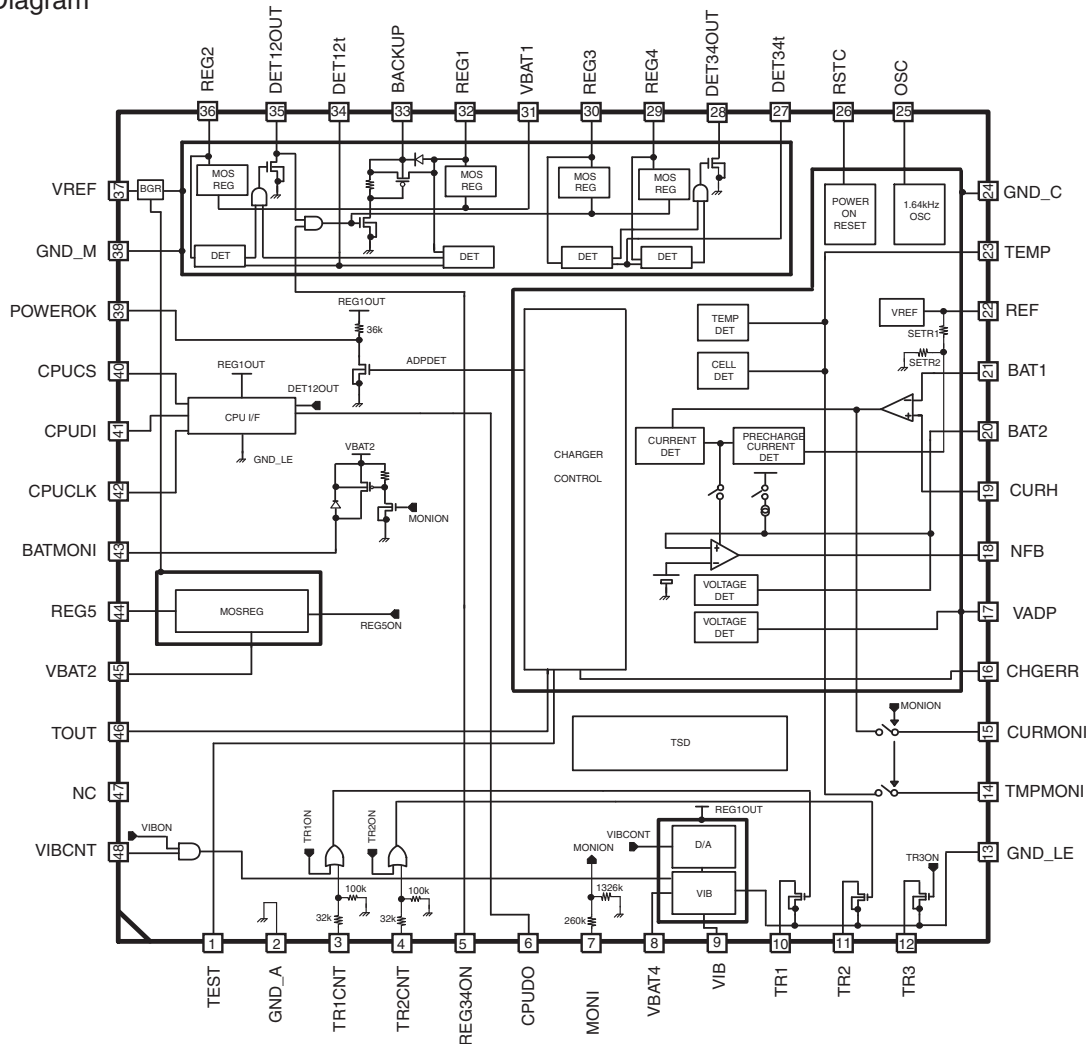 Diagram
REG2
DET12OUT
DET12t
BACKUP
REG1
VBAT1
REG3
REG4
DET34OUT
DET34t
RSTC
OSC
36
35
34
33
32
31
30
29
28
27
26
25
VREF
37
BGR
MOS
REG
MOS
REG
MOS
REG
MOS
REG
POWER
ON
RESET
1.64kHz
OSC
24
GND_C
GND_M
38
DET
DET
DET
DET
23
TEMP
POWEROK
39
REG1OUT
36k
ADPDET
TEMP
DET
VREF
SETR1
SETR2
22
REF
CPUCS
40
REG1OUT
DET12OUT
CELL
DET
21
BAT1
CPUDI
41
CPU I/F
GND_LE
CHARGER
CONTROL
CURRENT
DET
PRECHARGE
CURRENT
DET
20
BAT2
CPUCLK
42
VBAT2
MONION
19
CURH
BATMONI
43
18
NFB
REG5
44
MOSREG
REG5ON
VOLTAGE
DET
VOLTAGE
DET
17
VADP
VBAT2
45
16
CHGERR
TOUT
46
TSD
MONION
15
CURMONI
NC
47
14
TMPMONI
VIBCNT
48
VIBON
TR1ON
TR2ON
VIBCONT
MONION
REG1OUT
D/A
VIB
TR3ON
13
GND_LE
100k
32k
100k
32k
1326k
260k
1
2
3
4
5
6
7
8
9
10
11
12
TEST
GND_A
TR1CNT
TR2CNT
REG34ON
CPUDO
MONI
VBAT4
VIB
TR1
TR2
TR3